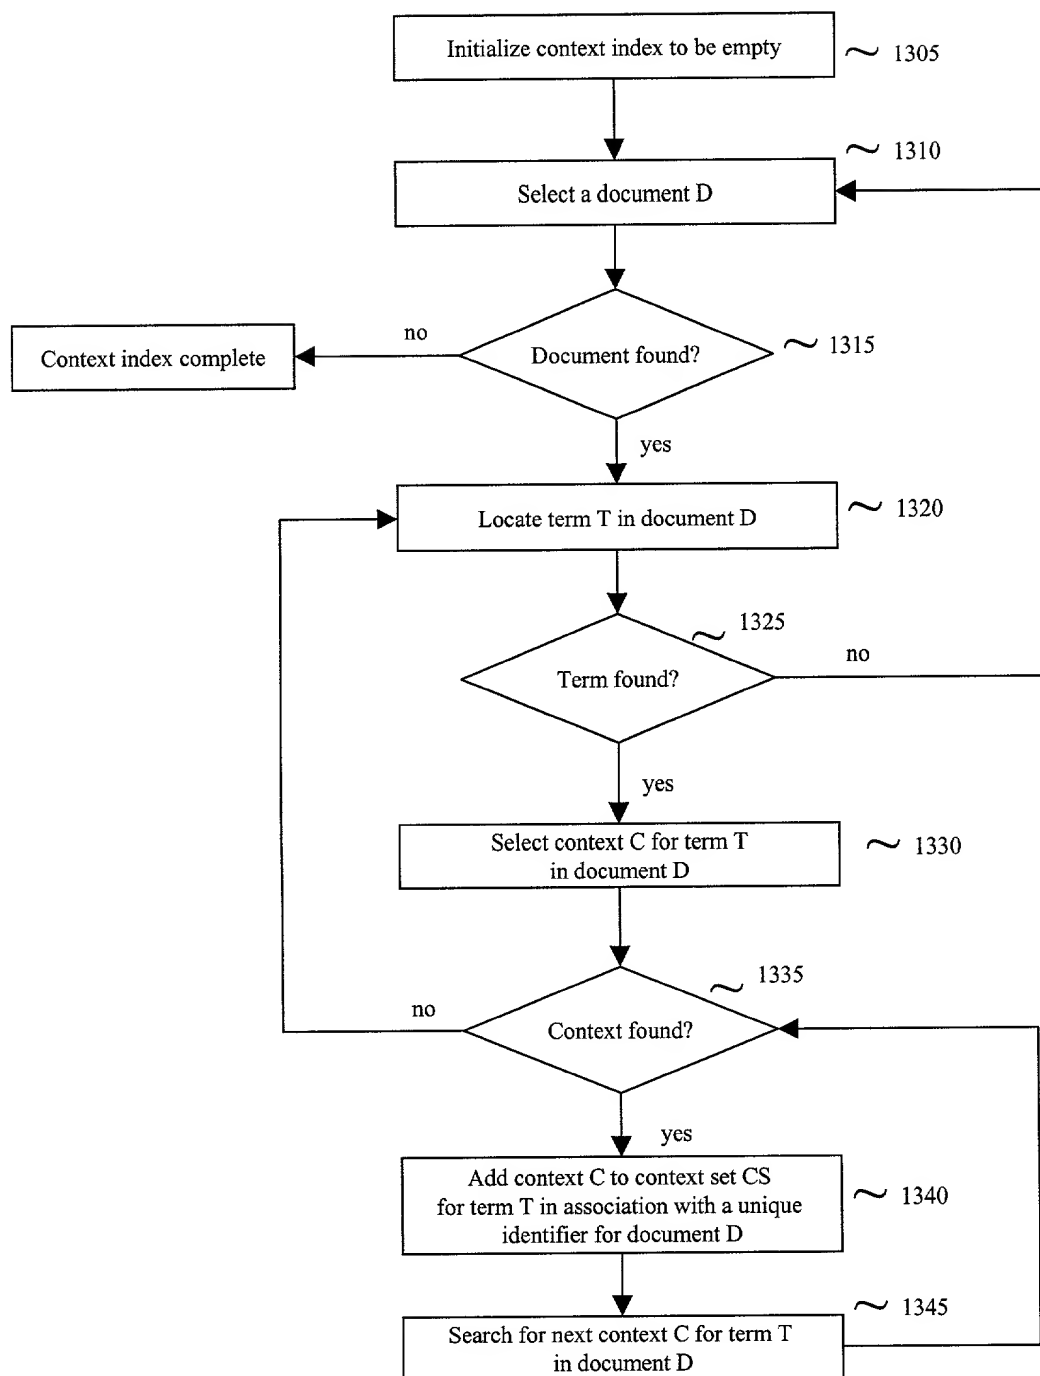 Initialize context index to be empty
1305
1310
Select a document D
no
Document found?
1315
Context index complete
yes
Locate term T in document D
1320
1325
no
Term found?
yes
Select context C for term T
in document D
1330
1335
no
Context found?
yes
Add context C to context set CS
for term T in association with a unique
identifier for document D
1340
1345
Search for next context C for term T
in document D